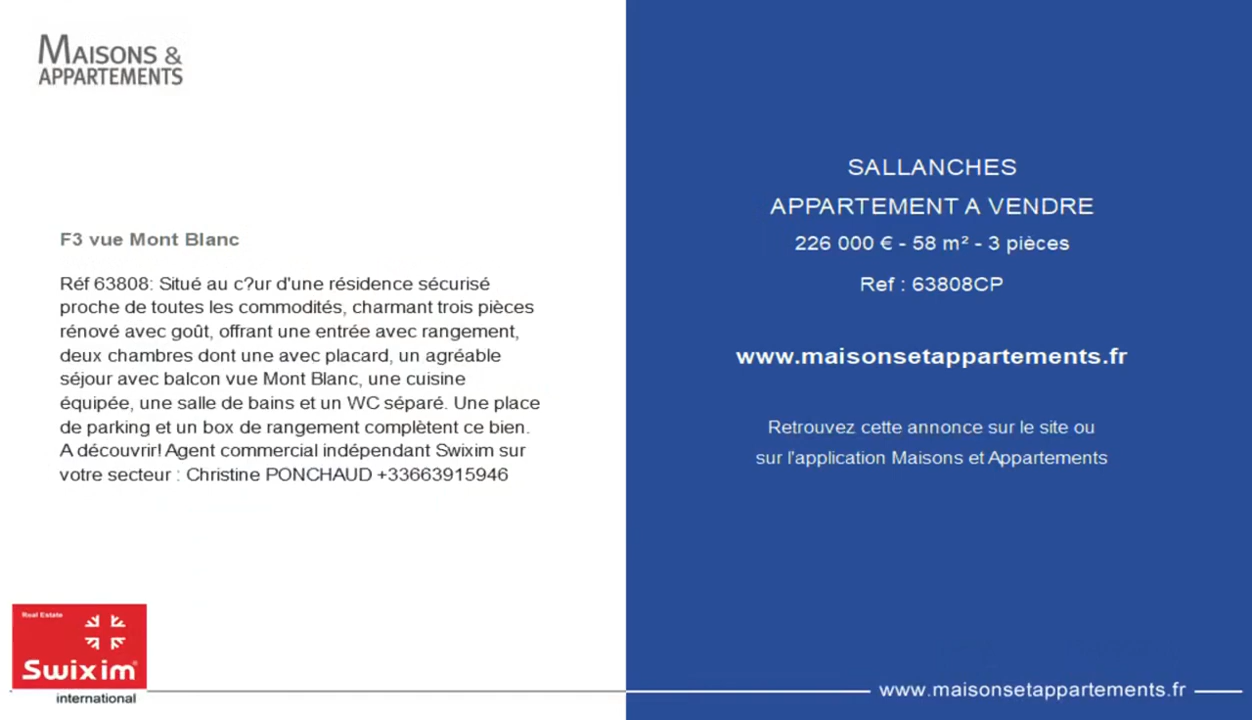 MAISONS &
APPARTEMENTS
F3 vue Mont Blanc
Réf 63808: Situé au c?ur d'une résidence sécurisé
proche de toutes les commodités, charmant trois pièces
rénové avec goût, offrant une entrée avec rangement,
deux chambres dont une avec placard, un agréable
séjour avec balcon vue Mont Blanc, une cuisine
équipée, une salle de bains et un WC séparé. Une place
de parking et un box de rangement complètent ce bien.
A découvrir! Agent commercial indépendant Swixim sur
votre secteur : Christine PONCHAUD +33663915946
Real Estate
Swixim
international
SALLANCHES
APPARTEMENT A VENDRE
226 000 € - 58 m² - 3 pièces
Ref : 63808CP
www.maisonsetappartements.fr
Retrouvez cette annonce sur le site ou
sur l'application Maisons et Appartements
www.maisonsetappartements.fr